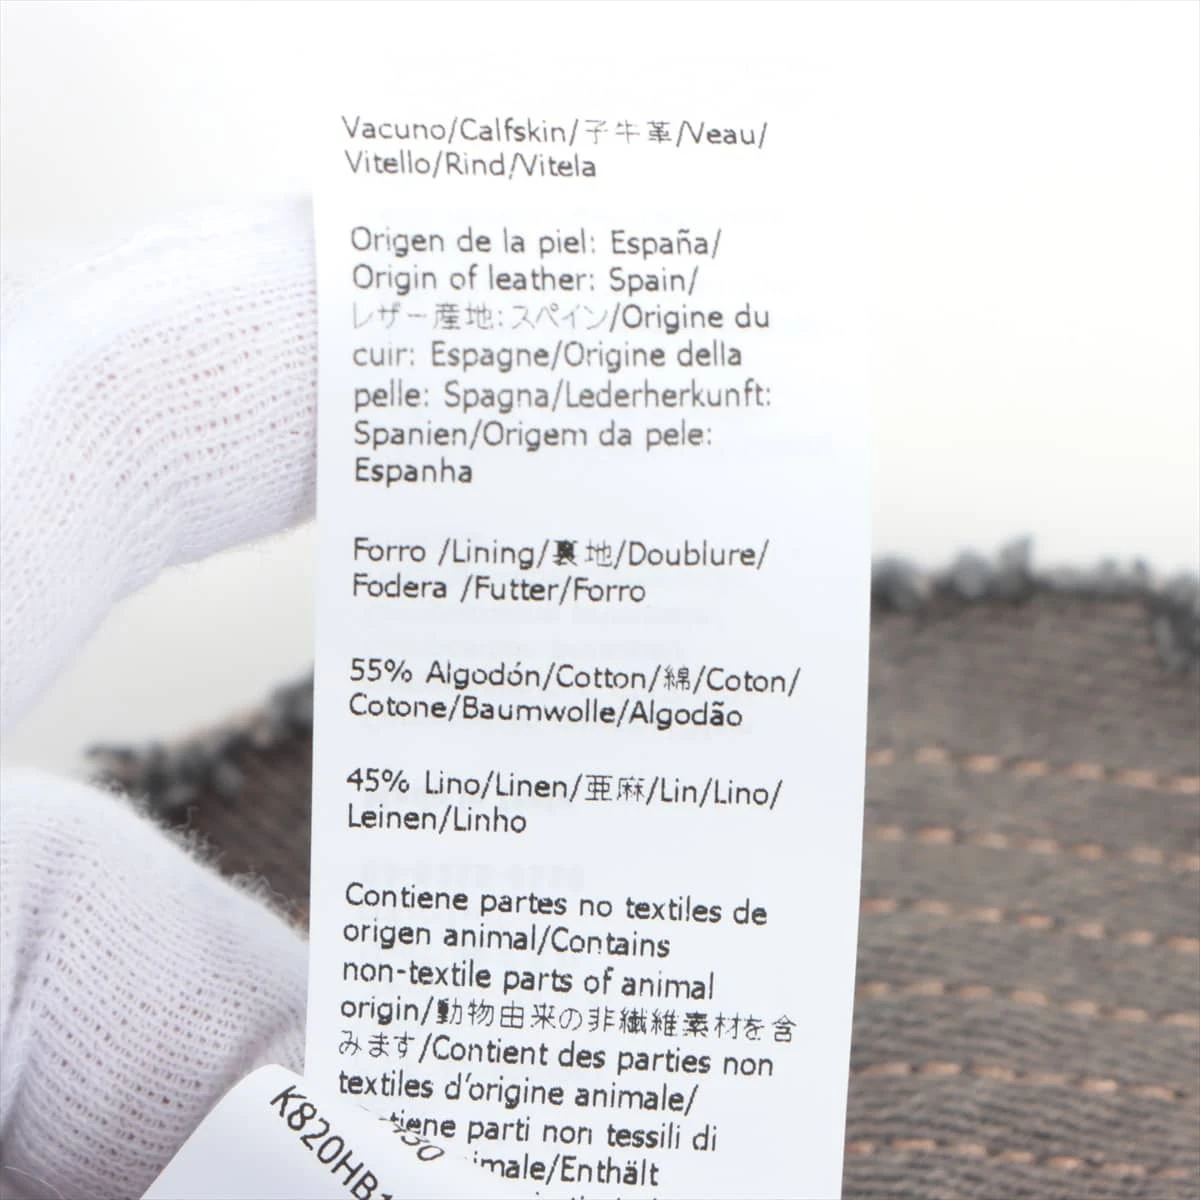 Vacuno/Calfskin/子牛革/Veau/
Vitello/Rind/Vitela
Origen de la piel: España/
Origin of leather: Spain/
レザー産地:スペイン/Origine du
cuir: Espagne/Origine della
pelle: Spagna/Lederherkunft:
Spanien/Origem da pele:
Espanha
Forro /Lining/裏地/Doublure/
Fodera /Futter/Forro
55% Algodón/Cotton/綿/Coton/
Cotone/Baumwolle/Algodão
45% Lino/Linen/亜麻/Lin/Lino/
Leinen/Linho
Contiene partes no textiles de
origen animal/Contains
non-textile parts of animal
origin/動物由来の非繊維素材を含
みます/Contient des parties non
textiles d'origine animale/
parti non tessili di
/Enthält
K820HB1